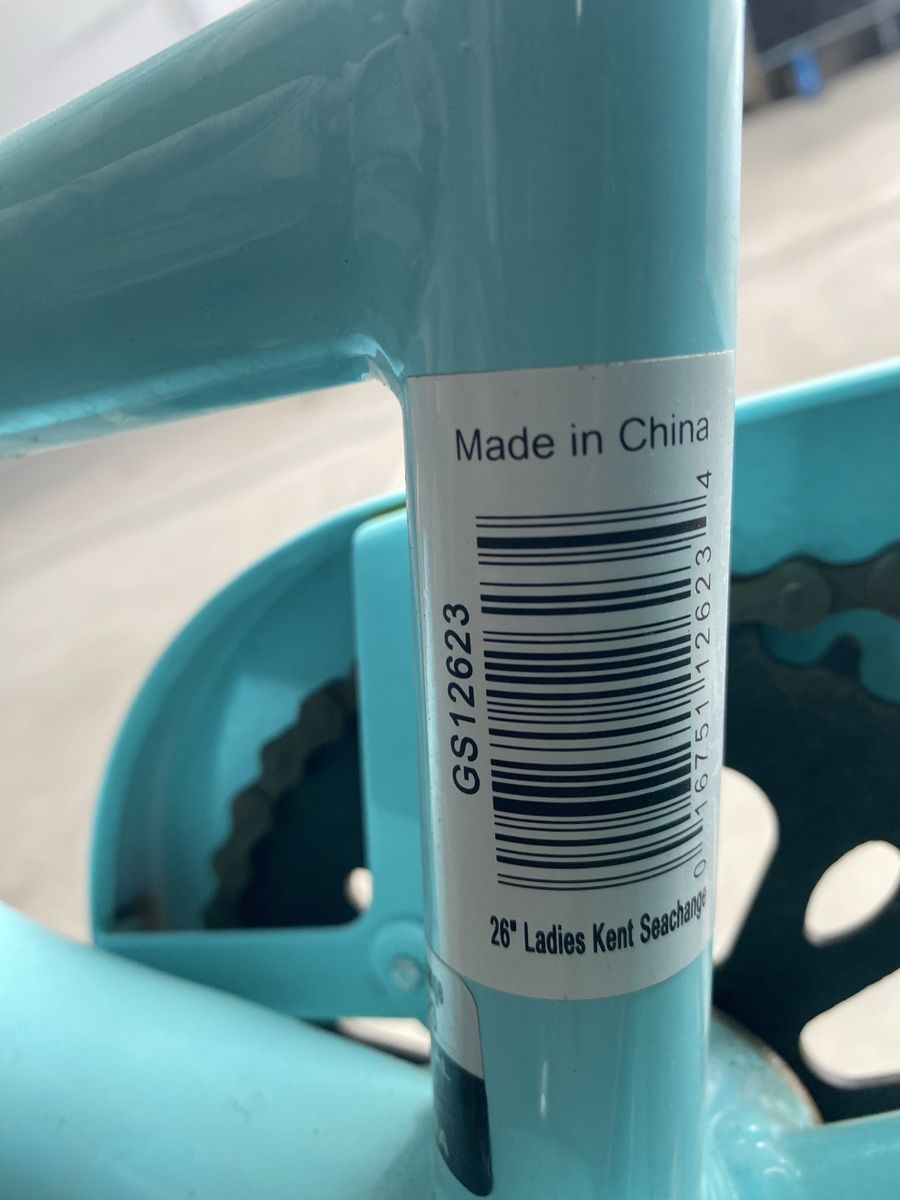 Made in China
GS12623
0 16751 12623 4
26" Ladies Kent Seachange